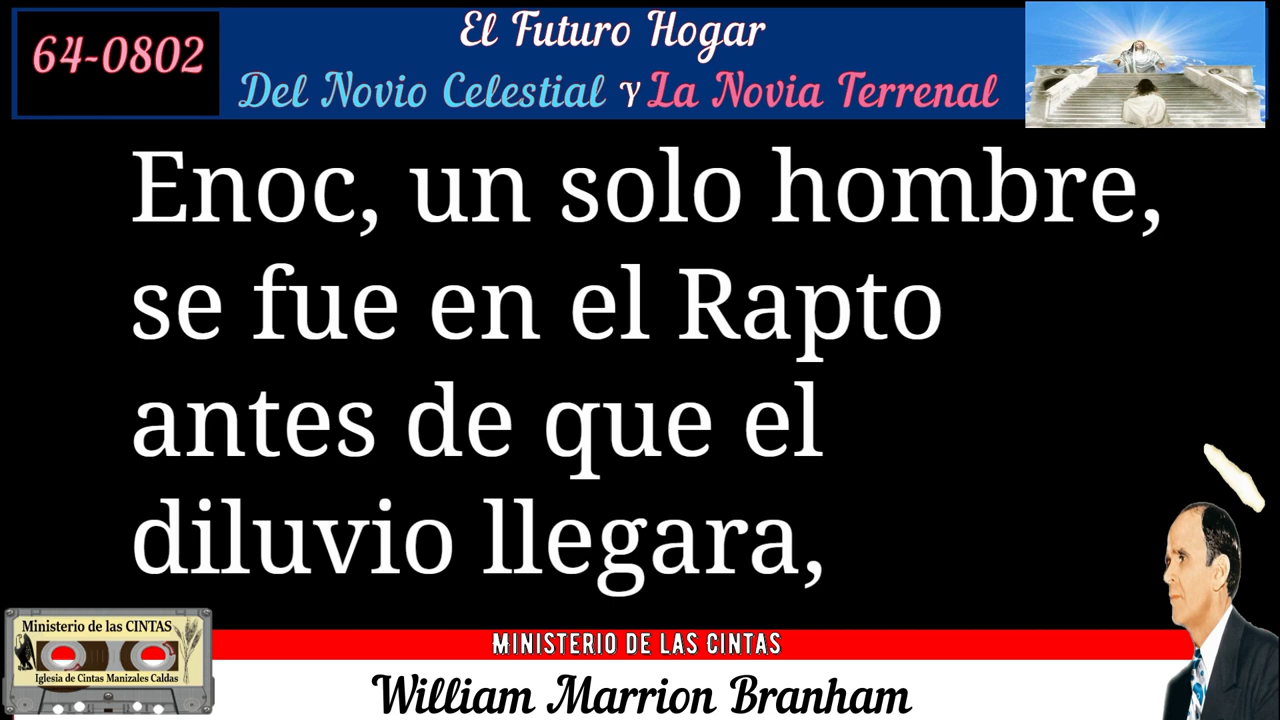 64-0802
El Futuro Hogar
Del Novio Celestial Y La Novia Terrenal
Enoc, un solo hombre,
se fue en el Rapto
antes de que el
diluvio llegara,
Ministerio de las CINTAS
Iglesia de Cintas Manizales Caldas
MINISTERIO DE LAS CINTAS
William Marrion Branham